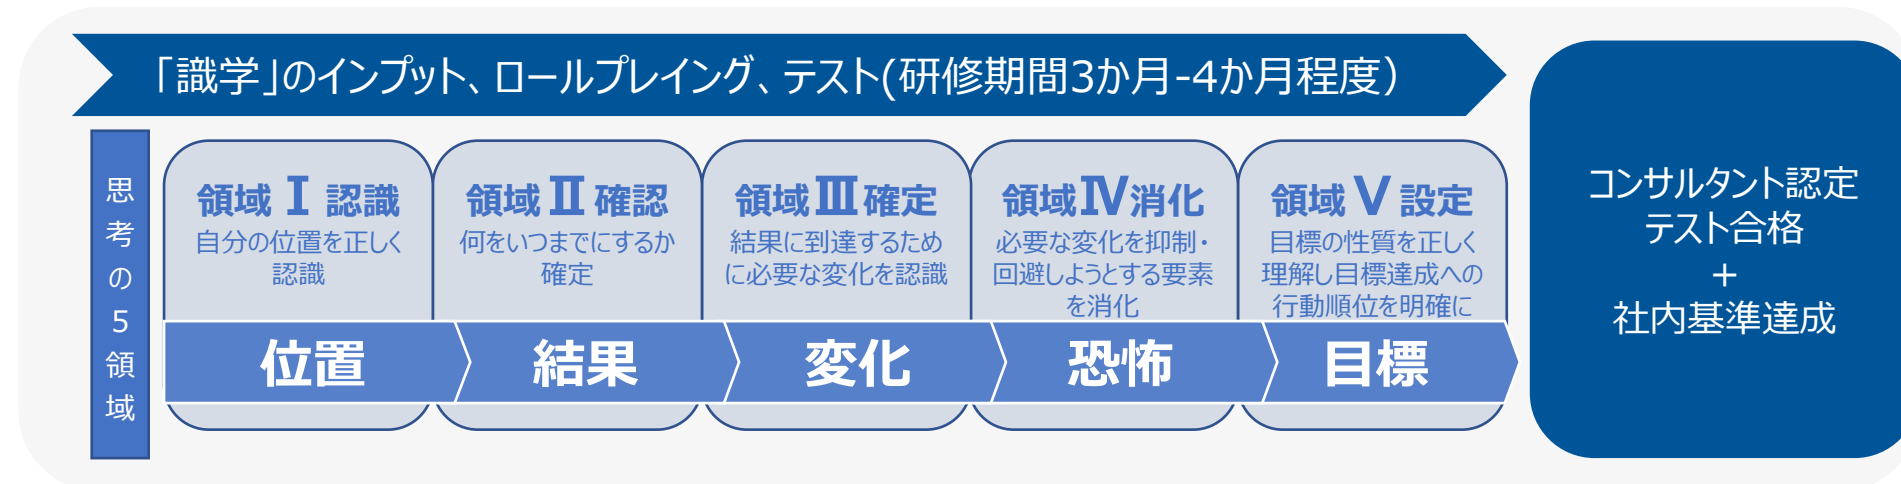 「識学」のインプット、ロールプレイング、テスト(研修期間3か月-4か月程度）
思考の5領域
領域 Ⅰ 認識
自分の位置を正しく
認識
位置
領域 Ⅱ 確認
何をいつまでにするか
確定
結果
領域 Ⅲ 確定
結果に到達するため
に必要な変化を認識
変化
領域 Ⅳ 消化
必要な変化を抑制・
回避しようとする要素
を消化
恐怖
領域 Ⅴ 設定
目標の性質を正しく
理解し目標達成への
行動順位を明確に
目標
コンサルタント認定
テスト合格
＋
社内基準達成